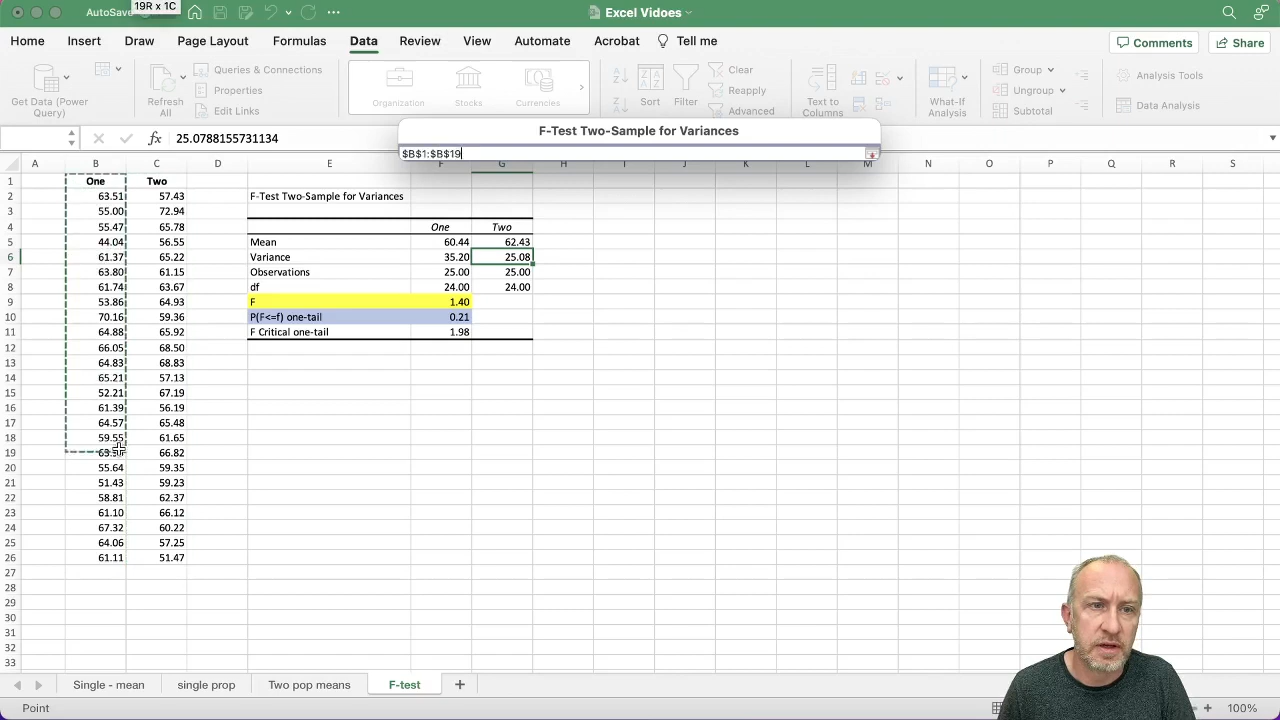 AutoSave
19R x 1C
Excel Vidoes
Home Insert Draw Page Layout Formulas Data Review View Automate Acrobat Tell me
Comments Share
Get Data (Power Query)
Refresh All
Queries & Connections
Properties
Edit Links
Organization Stocks Currencies
Sort Filter
Clear
Reapply
Advanced
Text to Columns
What-If Analysis
Group
Ungroup
Subtotal
Analysis Tools
Data Analysis
F-Test Two-Sample for Variances
$B$1:$B$19
fx 25.0788155731134
A B C D E F G H I J K L M N O P Q R S
1 One Two
2 63.51 57.43 F-Test Two-Sample for Variances
3 55.00 72.94
4 55.47 65.78 One Two
5 44.04 56.55 Mean 60.44 62.43
6 61.37 65.22 Variance 35.20 25.08
7 63.80 61.15 Observations 25.00 25.00
8 61.74 63.67 df 24.00 24.00
9 53.86 64.93 F 1.40
10 70.16 59.36 P(F<=f) one-tail 0.21
11 64.88 65.92 F Critical one-tail 1.98
12 66.05 68.50
13 64.83 68.83
14 65.21 57.13
15 52.21 67.19
16 61.39 56.19
17 64.57 65.48
18 59.55 61.65
19 66.82
20 55.64 59.35
21 51.43 59.23
22 58.81 62.37
23 61.10 66.12
24 67.32 60.22
25 64.06 57.25
26 61.11 51.47
27
28
29
30
31
32
33
Single - mean single prop Two pop means F-test
Point
100%